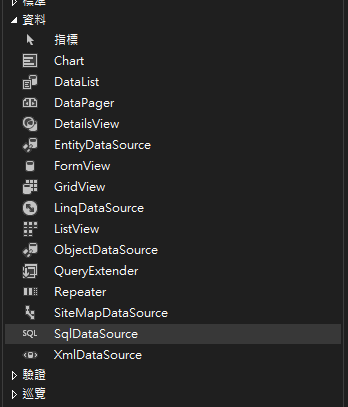 標準
資料
指標
Chart
DataList
DataPager
DetailsView
EntityDataSource
FormView
GridView
LinqDataSource
ListView
ObjectDataSource
QueryExtender
Repeater
SiteMapDataSource
SQL SqlDataSource
XmlDataSource
驗證
巡覽